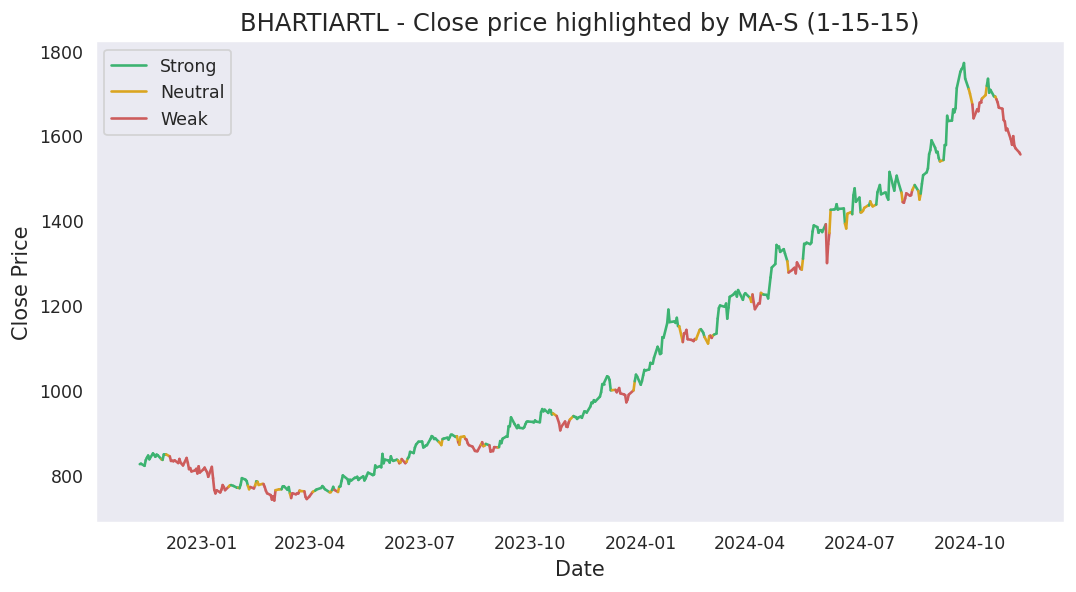 BHARTIARTL - Close price highlighted by MA-S (1-15-15)
Strong
Neutral
Weak
1800
1600
1400
1200
1000
800
Close Price
2023-01 2023-04 2023-07 2023-10 2024-01 2024-04 2024-07 2024-10
Date